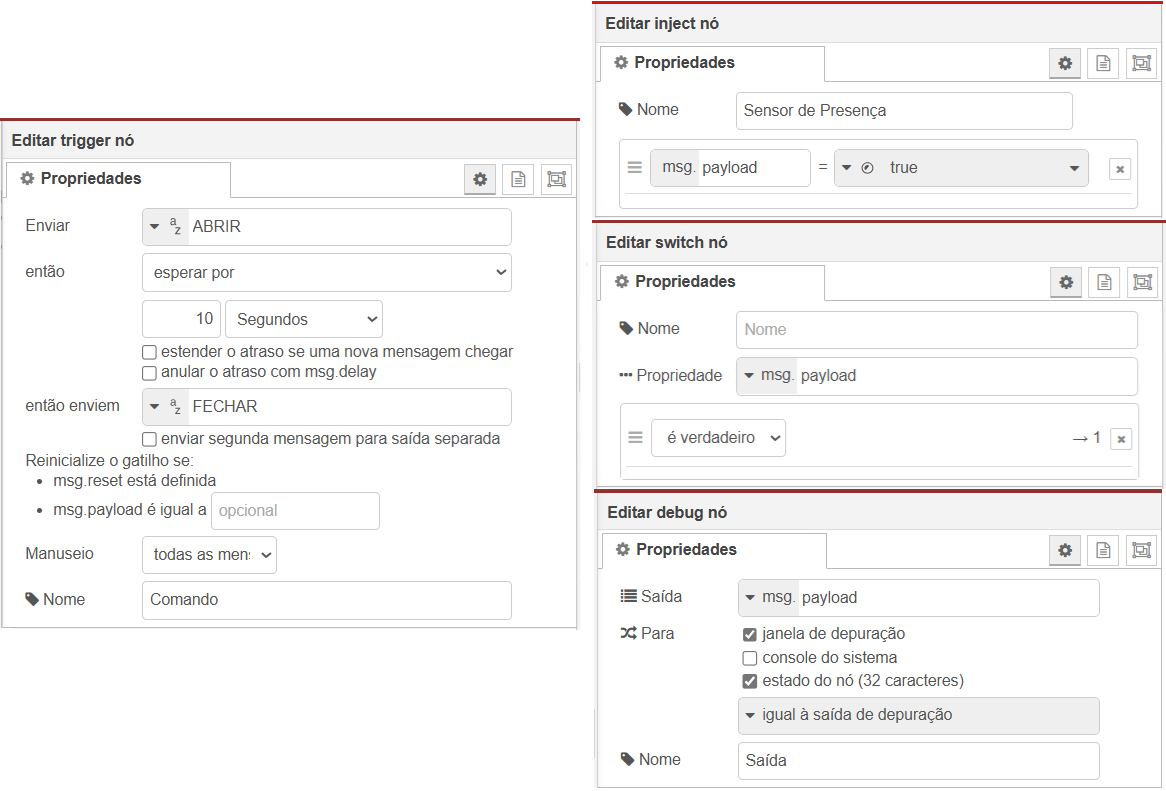 Editar trigger nó
Propriedades
Enviar
ABRIR
então
esperar por
10 Segundos
estender o atraso se uma nova mensagem chegar
anular o atraso com msg.delay
então enviem
FECHAR
enviar segunda mensagem para saída separada
Reinicialize o gatilho se:
• msg.reset está definida
• msg.payload é igual a opcional
Manuseio
todas as men:
Nome
Comando
Editar inject nó
Propriedades
Nome
Sensor de Presença
msg. payload = true
Editar switch nó
Propriedades
Nome
Nome
Propriedade
msg. payload
é verdadeiro
→ 1
Editar debug nó
Propriedades
Saída
msg. payload
Para
janela de depuração
console do sistema
estado do nó (32 caracteres)
igual à saída de depuração
Nome
Saída